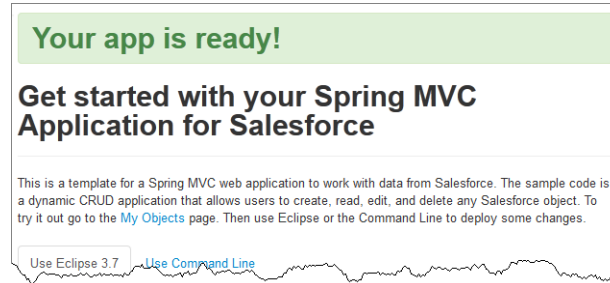 Your app is ready!
Get started with your Spring MVC
Application for Salesforce
This is a template for a Spring MVC web application to work with data from Salesforce. The sample code is
a dynamic CRUD application that allows users to create, read, edit, and delete any Salesforce object. To
try it out go to the My Objects page. Then use Eclipse or the Command Line to deploy some changes.
Use Eclipse 3.7 Use Command Line